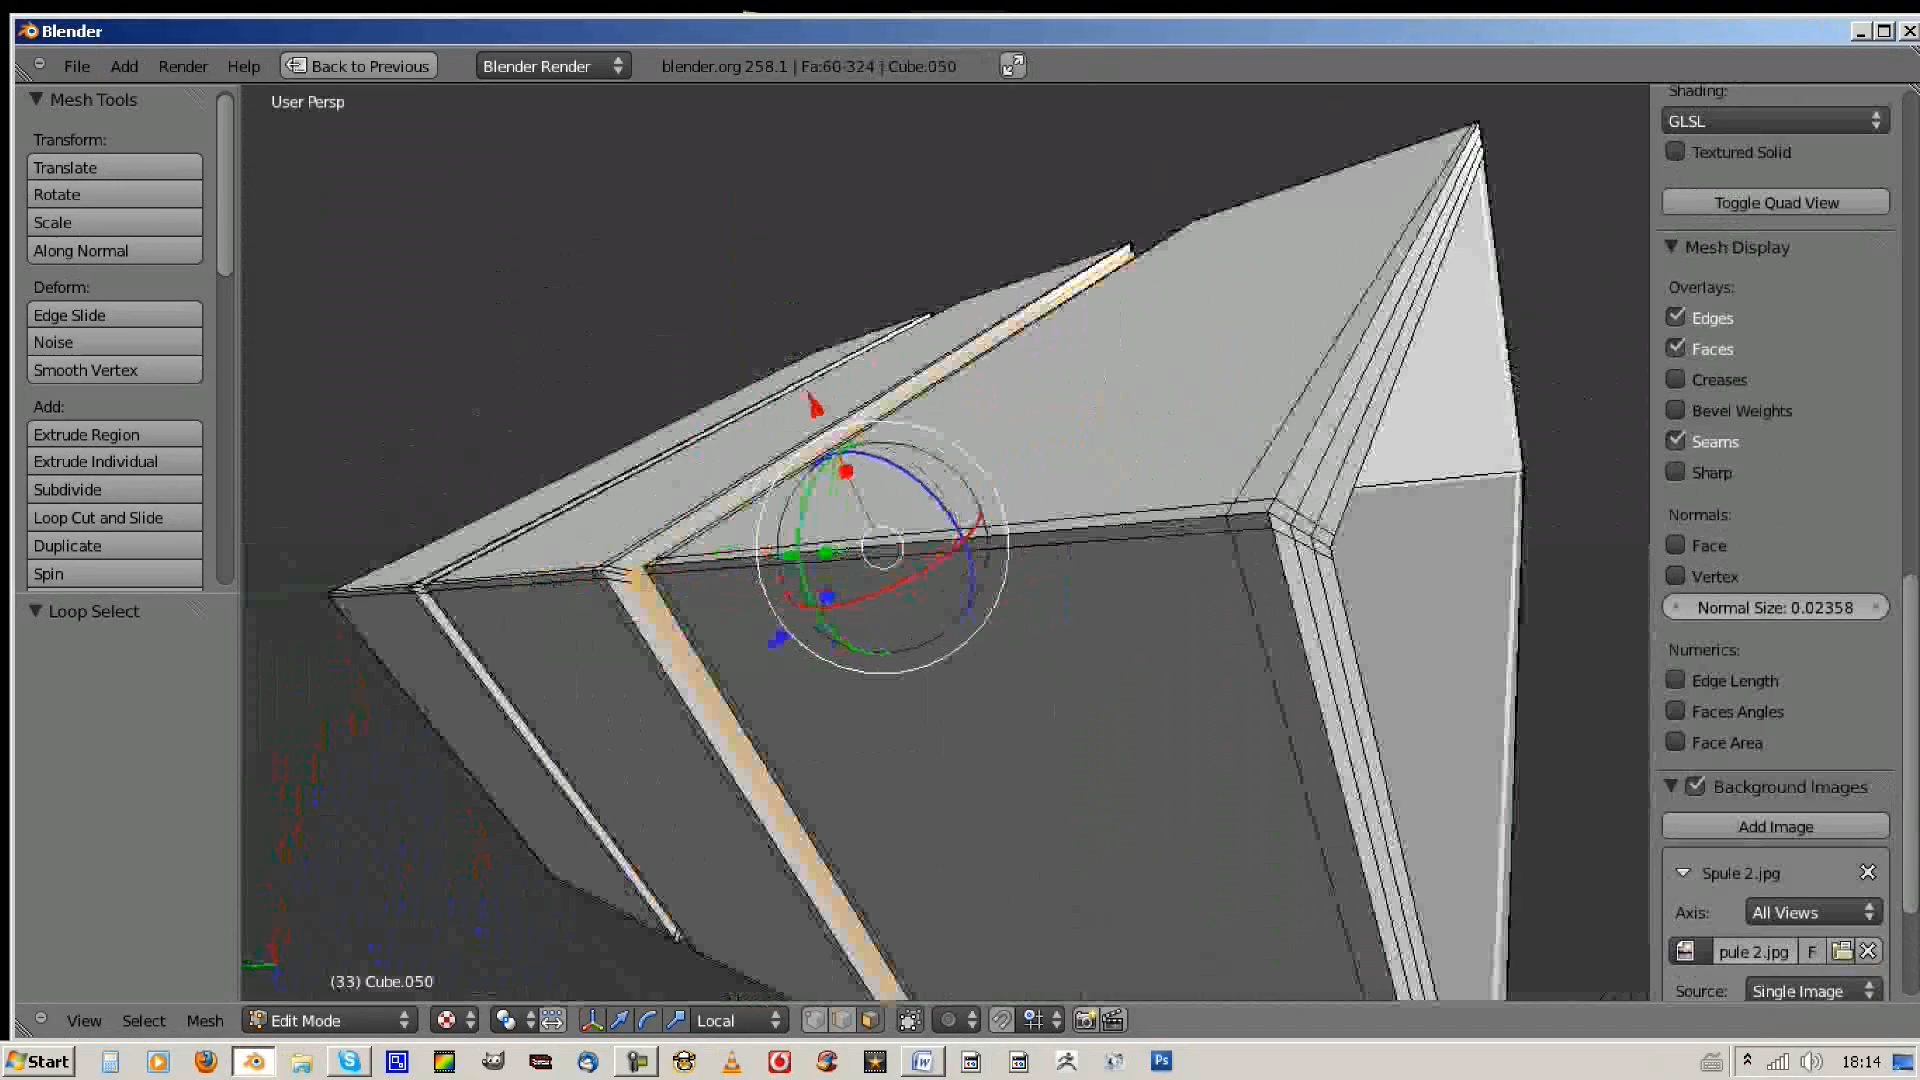 Blender
File Add Render Help Back to Previous Blender Render blender.org 258.1 | Fa:60-324 | Cube.050
Mesh Tools
Transform:
Translate
Rotate
Scale
Along Normal
Deform:
Edge Slide
Noise
Smooth Vertex
Add:
Extrude Region
Extrude Individual
Subdivide
Loop Cut and Slide
Duplicate
Spin
Loop Select
User Persp
(33) Cube.050
Shading:
GLSL
Textured Solid
Toggle Quad View
Mesh Display
Overlays:
Edges
Faces
Creases
Bevel Weights
Seams
Sharp
Normals:
Face
Vertex
Normal Size: 0.02358
Numerics:
Edge Length
Faces Angles
Face Area
Background Images
Add Image
Spule 2.jpg
Axis: All Views
pule 2.jpg F
Source: Single Image
View Select Mesh Edit Mode Local
Start W Ps 18:14